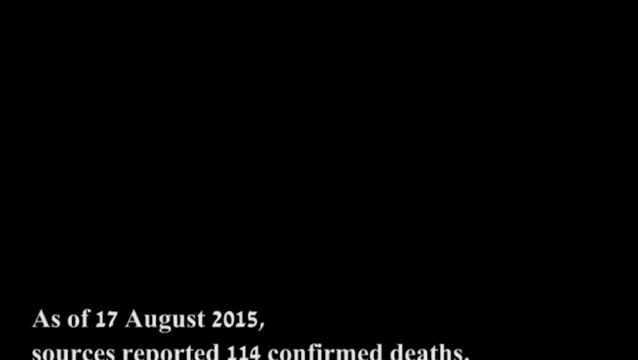 As of 17 August 2015,
sources reported 114 confirmed deaths,